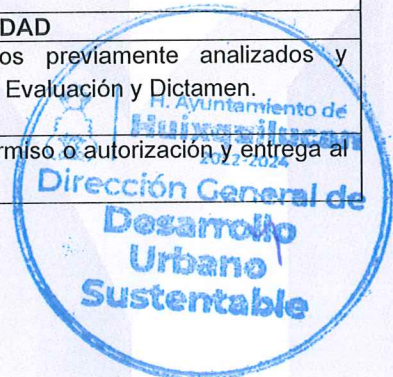 DAD
os previamente analizados y
Evaluación y Dictamen.
H. Ayuntamiento de
Huixquilucan
rmiso o autorización y entrega al
2022-2024
Dirección General de
Desarrollo
Urbano
Sustentable